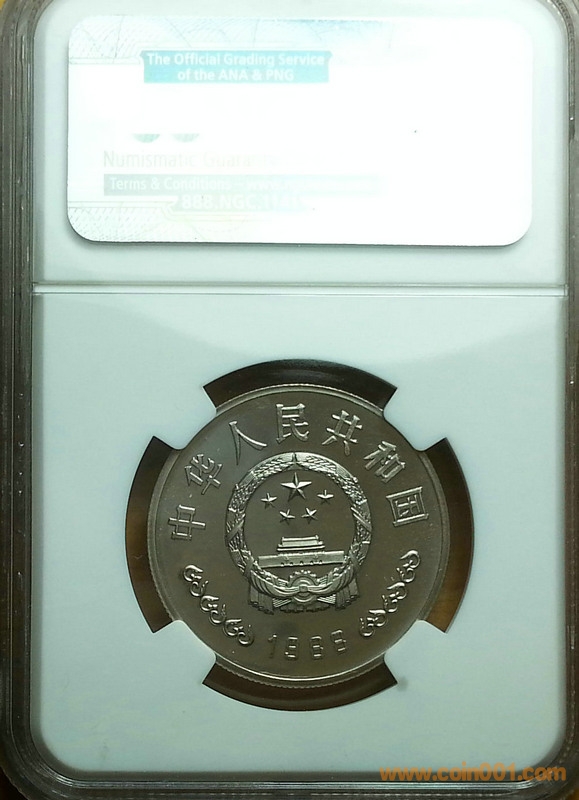 The Official Grading Service
of the ANA & PNG
Numismatic
Terms & Conditions
888-NGC
中华人民共和国
1986
www.coin001.com